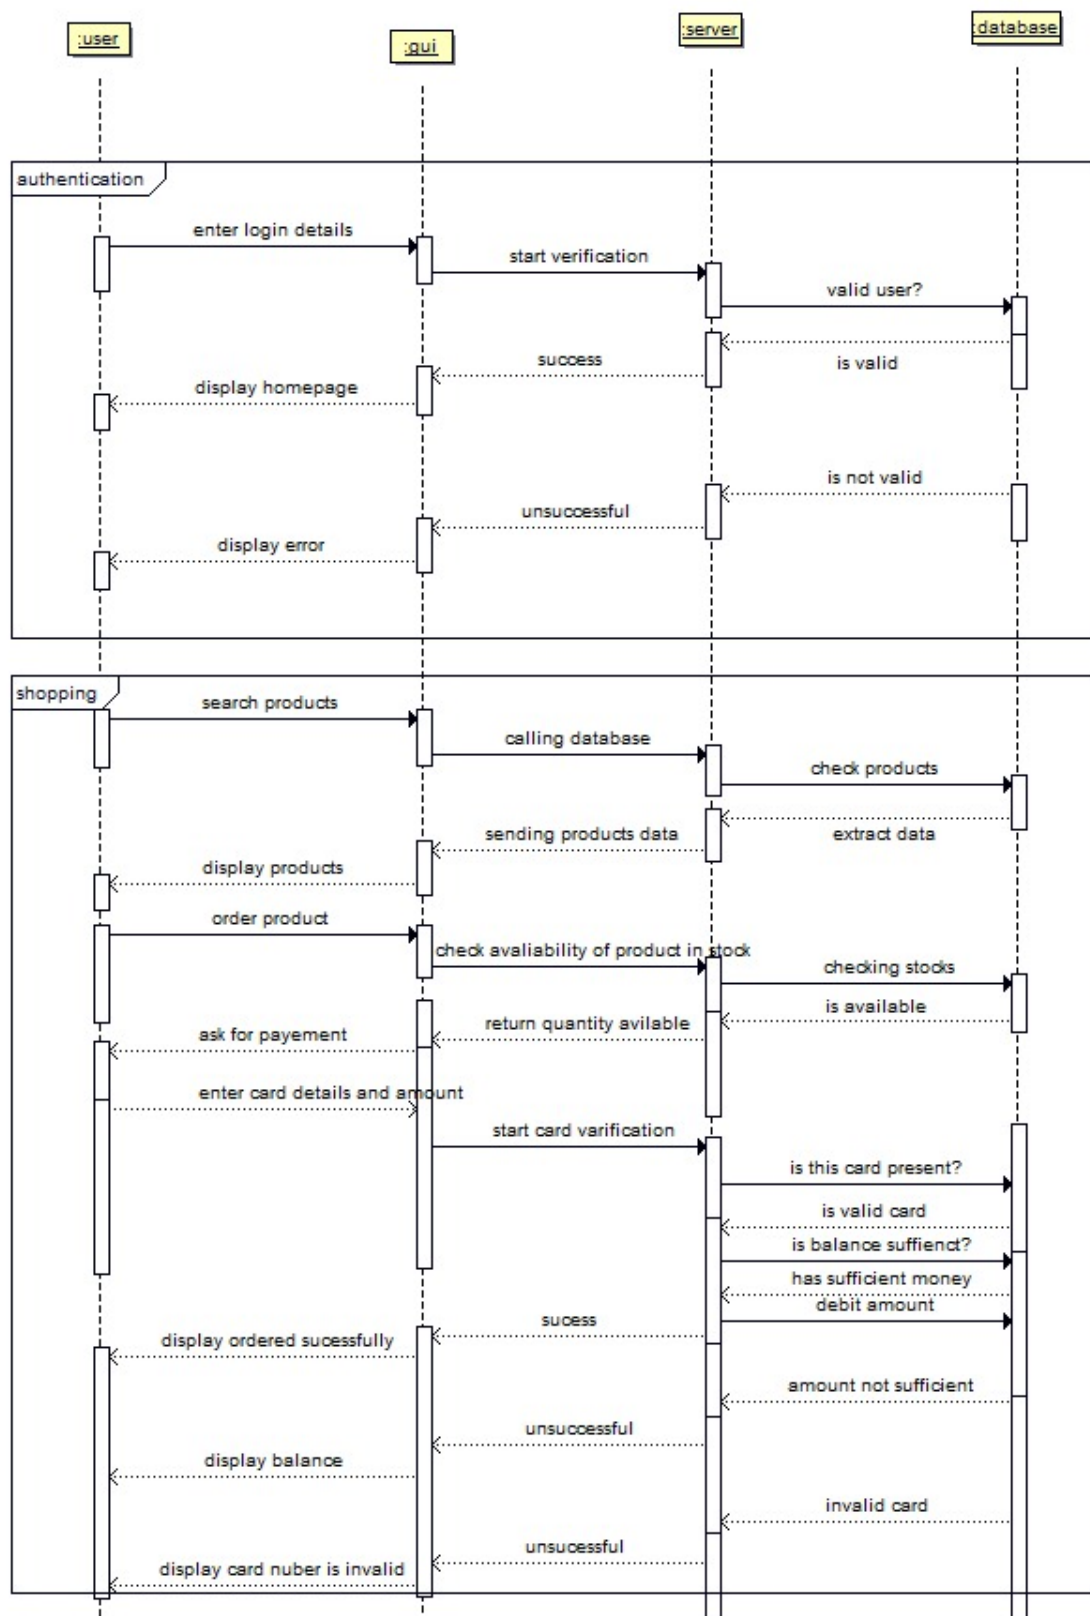 :user
:gui
:server
:database
authentication
enter login details
start verification
valid user?
is valid
success
display homepage
is not valid
unsuccessful
display error
shopping
search products
calling database
check products
extract data
sending products data
display products
order product
check avaliability of product in stock
checking stocks
is available
return quantity avilable
ask for payement
enter card details and amount
start card varification
is this card present?
is valid card
is balance suffienct?
has sufficient money
debit amount
sucess
display ordered sucessfully
amount not sufficient
unsuccessful
display balance
invalid card
unsucessful
display card nuber is invalid